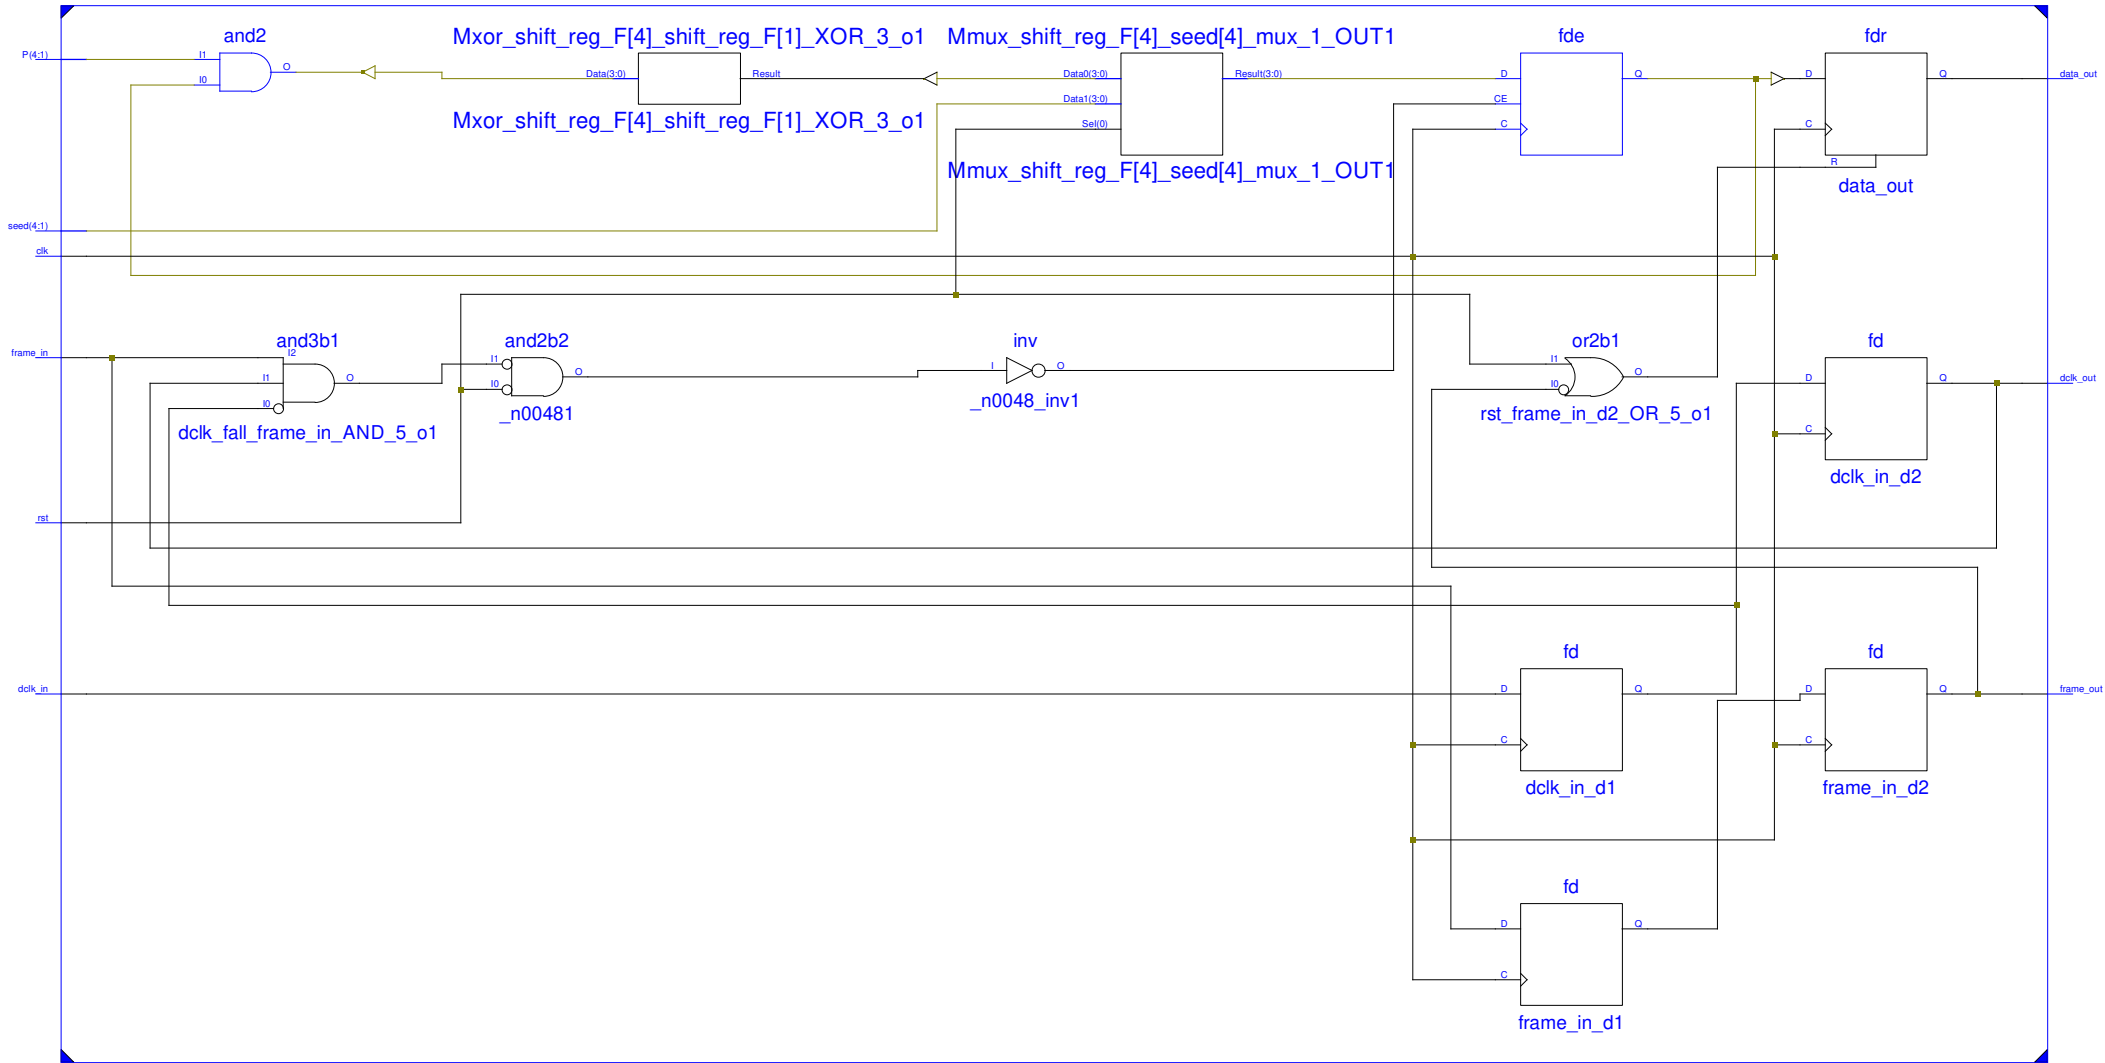 and2
Mxor_shift_reg_F[4]_shift_reg_F[1]_XOR_3_o1
Mmux_shift_reg_F[4]_seed[4]_mux_1_OUT1
fde
fdr
P(4:1)
I1
I0
O
Data(3:0)
Result
Data0(3:0)
Data1(3:0)
Sel(0)
Result(3:0)
D
CE
C
Q
D
C
Q
R
data_out
Mxor_shift_reg_F[4]_shift_reg_F[1]_XOR_3_o1
Mmux_shift_reg_F[4]_seed[4]_mux_1_OUT1
data_out
seed(4:1)
clk
and3b1
and2b2
inv
or2b1
fd
frame_in
I2
I1
I0
O
I1
I0
O
I
O
I1
I0
O
D
C
Q
dclk_out
dclk_fall_frame_in_AND_5_o1
_n00481
_n0048_inv1
rst_frame_in_d2_OR_5_o1
dclk_in_d2
rst
fd
fd
dclk_in
D
C
Q
D
C
Q
frame_out
dclk_in_d1
frame_in_d2
fd
D
C
Q
frame_in_d1